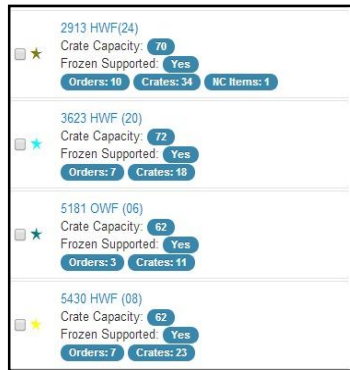 2913 HWF(24)
Crate Capacity: 70
Frozen Supported: Yes
Orders: 10 Crates: 34 NC Items: 1
3623 HWF (20)
Crate Capacity: 72
Frozen Supported: Yes
Orders: 7 Crates: 18
5181 OWF (06)
Crate Capacity: 62
Frozen Supported: Yes
Orders: 3 Crates: 11
5430 HWF (08)
Crate Capacity: 62
Frozen Supported: Yes
Orders: 7 Crates: 23